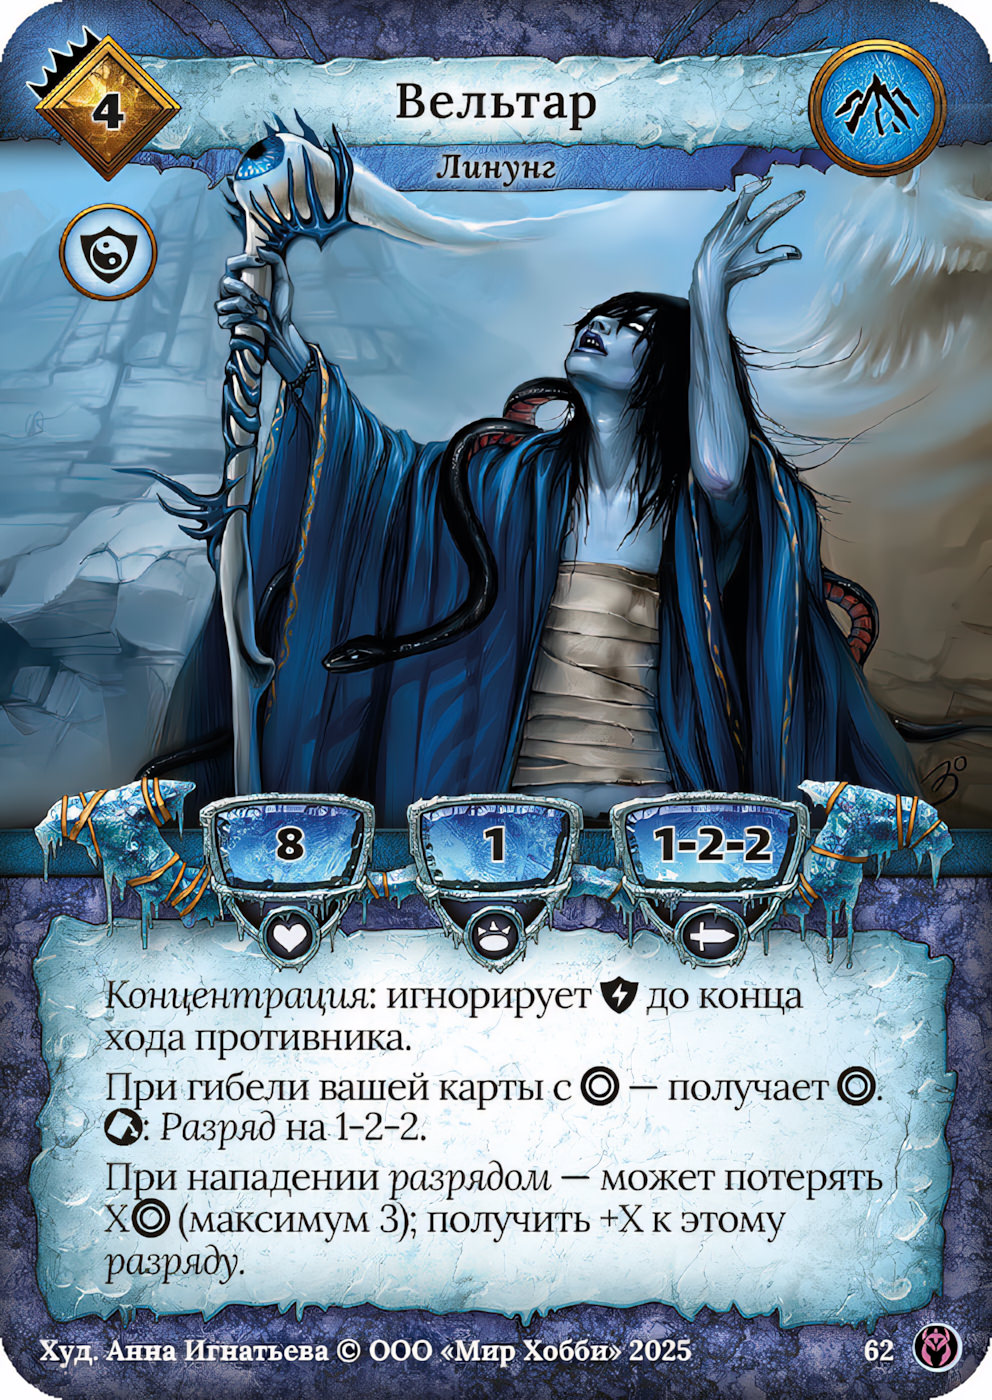 4
Вельтар
Линунг
8
1
1-2-2
Концентрация: игнорирует до конца
хода противника.
При гибели вашей карты с — получает .
: Разряд на 1-2-2.
При нападении разрядом — может потерять
X (максимум 3); получить +X к этому
разряду.
Худ. Анна Игнатьева © ООО «Мир Хобби» 2025
62